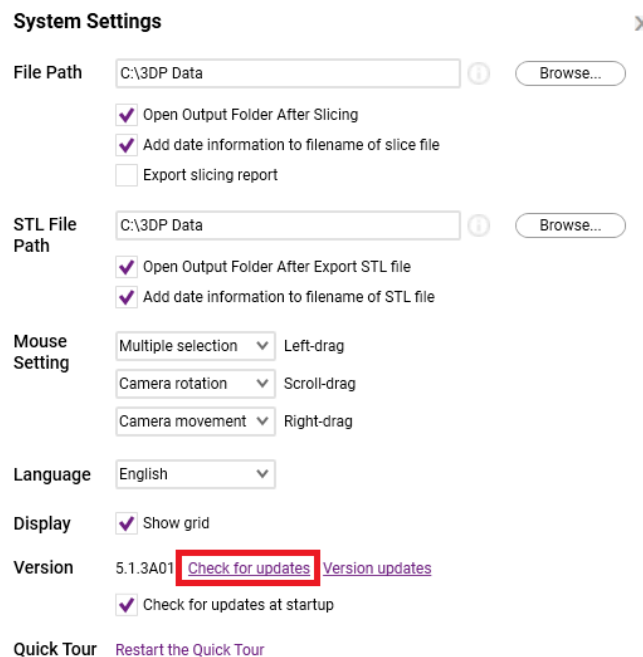 System Settings
File Path C:\3DP Data Browse...
Open Output Folder After Slicing
Add date information to filename of slice file
Export slicing report
STL File Path C:\3DP Data Browse...
Open Output Folder After Export STL file
Add date information to filename of STL file
Mouse Setting Multiple selection Left-drag
Camera rotation Scroll-drag
Camera movement Right-drag
Language English
Display Show grid
Version 5.1.3A01 Check for updates Version updates
Check for updates at startup
Quick Tour Restart the Quick Tour